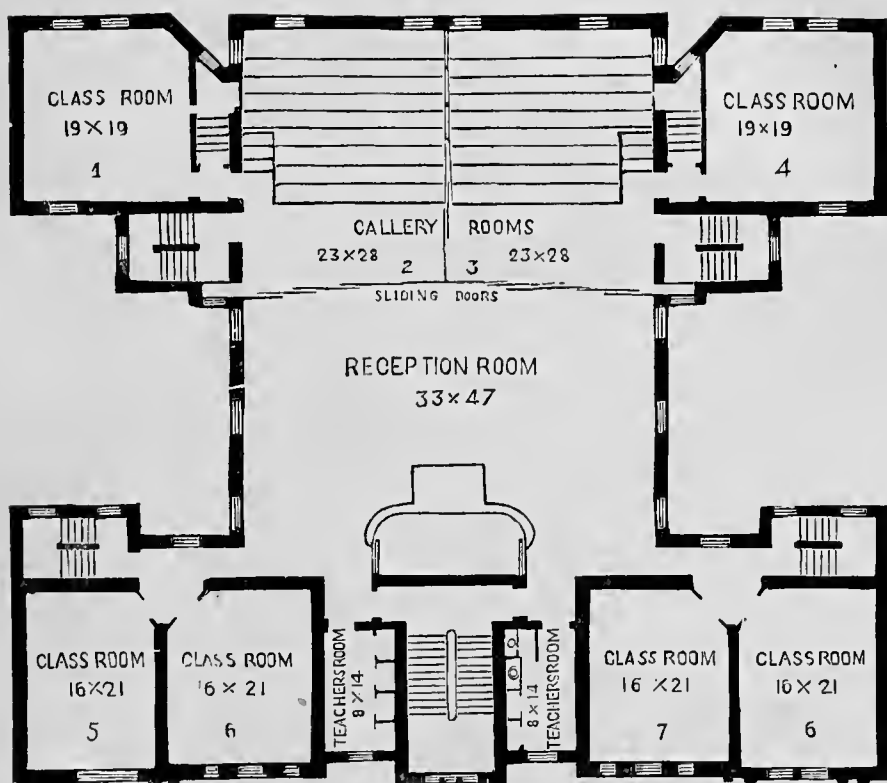 CLASS ROOM
19×19
1
CLASS ROOM
19×19
4
CALLERY ROOMS
23×28 2 3 23×28
SLIDING DOORS
RECEPTION ROOM
33×47
CLASS ROOM
16×21
5
CLASS ROOM
16×21
6
TEACHERS ROOM
8×14
8×14
TEACHERS ROOM
CLASS ROOM
16×21
7
CLASS ROOM
16×21
6